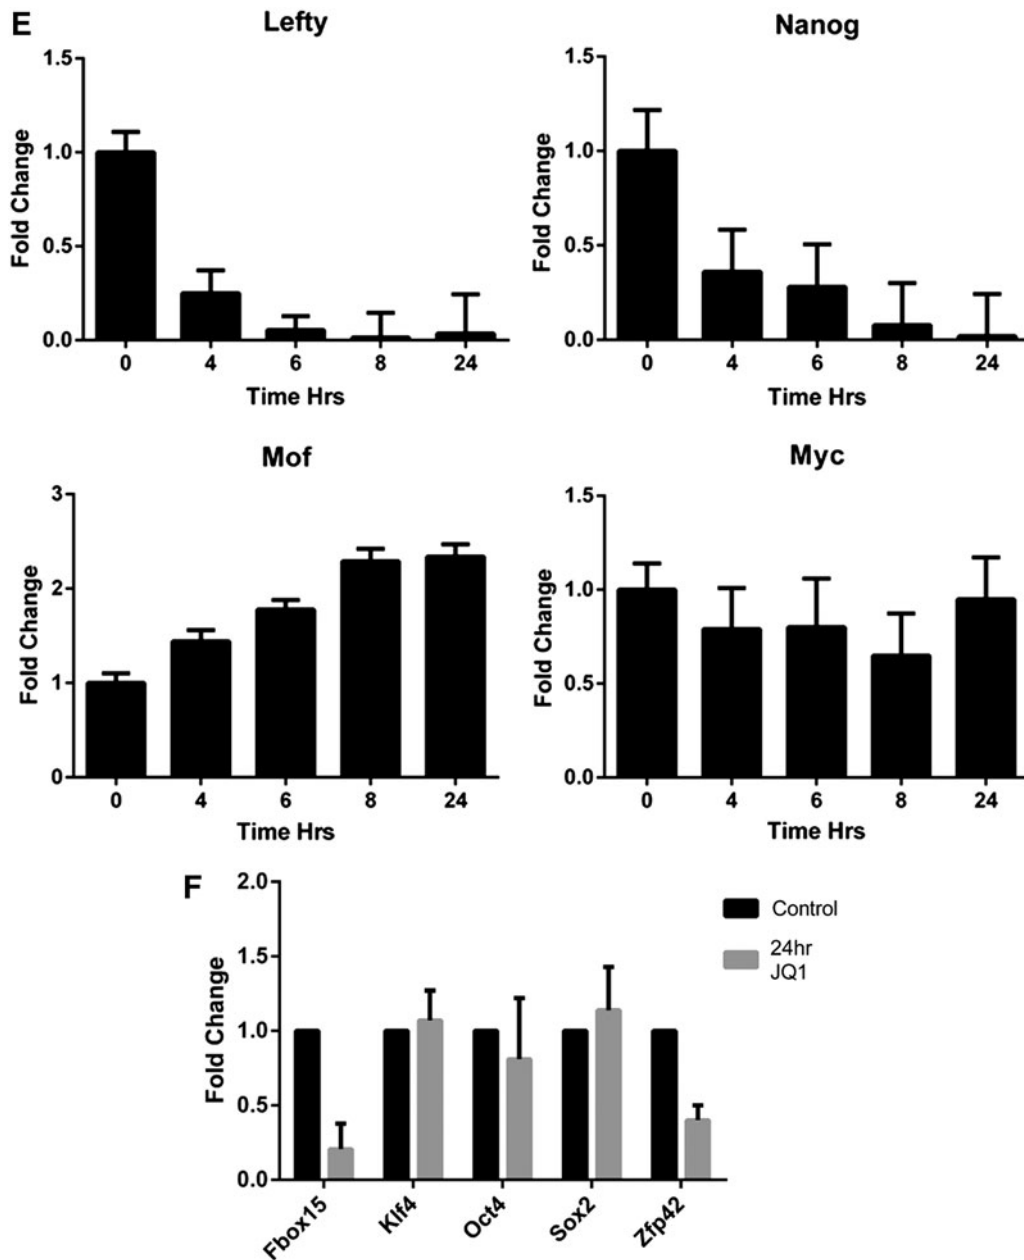 E
Lefty
Nanog
Fold Change
1.5
1.0
0.5
0.0
0 4 6 8 24
Time Hrs
Fold Change
1.5
1.0
0.5
0.0
0 4 6 8 24
Time Hrs
Mof
Myc
Fold Change
3
2
1
0
0 4 6 8 24
Time Hrs
Fold Change
1.5
1.0
0.5
0.0
0 4 6 8 24
Time Hrs
F
Fold Change
2.0
1.5
1.0
0.5
0.0
Fbox15 Klf4 Oct4 Sox2 Zfp42
Control
24hr
JQ1